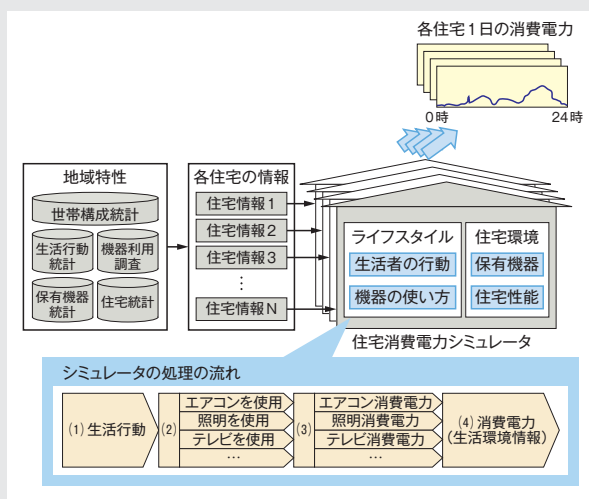 各住宅1日の消費電力
0時
24時
地域特性
世帯構成統計
生活行動
統計
機器利用
調査
保有機器
統計
住宅統計
各住宅の情報
住宅情報1
住宅情報2
住宅情報3
⋮
住宅情報N
ライフスタイル
生活者の行動
機器の使い方
住宅環境
保有機器
住宅性能
住宅消費電力シミュレータ
シミュレータの処理の流れ
(1) 生活行動
(2)
エアコンを使用
照明を使用
テレビを使用
…
(3)
エアコン消費電力
照明消費電力
テレビ消費電力
…
(4) 消費電力
(生活環境情報)